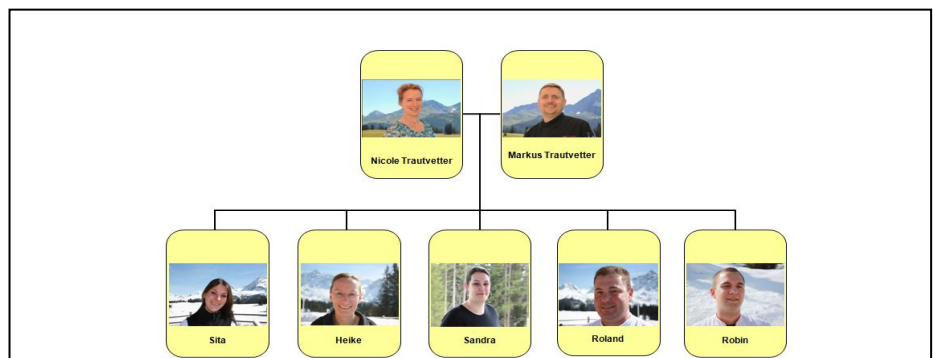 Nicole Trautvetter
Markus Trautvetter
Sita
Heike
Sandra
Roland
Robin